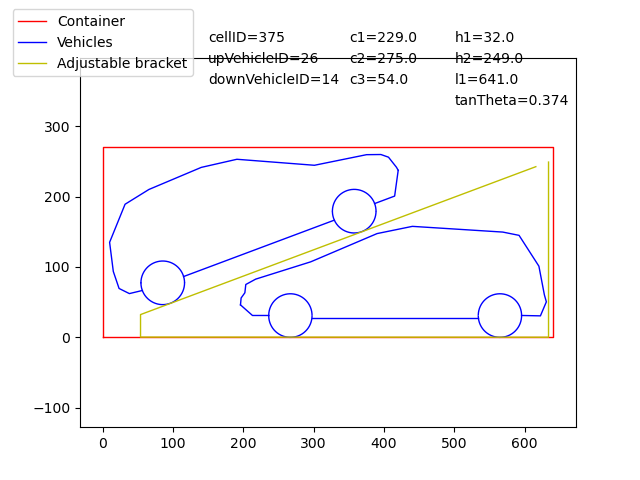 Container
Vehicles
Adjustable bracket
cellID=375 c1=229.0 h1=32.0
upVehicleID=26 c2=275.0 h2=249.0
downVehicleID=14 c3=54.0 l1=641.0
tanTheta=0.374
300
200
100
0
−100
0 100 200 300 400 500 600